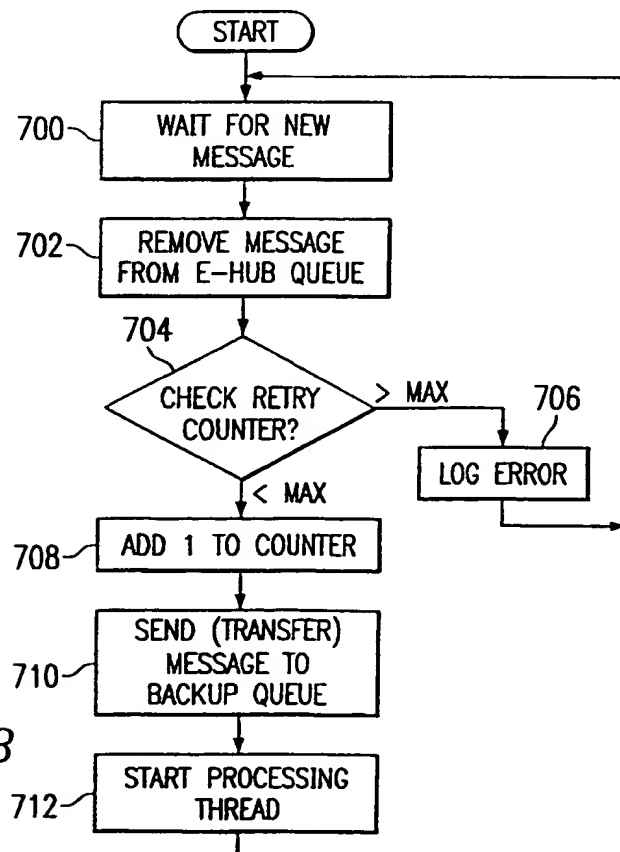 START
700
WAIT FOR NEW
MESSAGE
702
REMOVE MESSAGE
FROM E-HUB QUEUE
704
CHECK RETRY
COUNTER?
> MAX
706
LOG ERROR
< MAX
708
ADD 1 TO COUNTER
710
SEND (TRANSFER)
MESSAGE TO
BACKUP QUEUE
712
START PROCESSING
THREAD